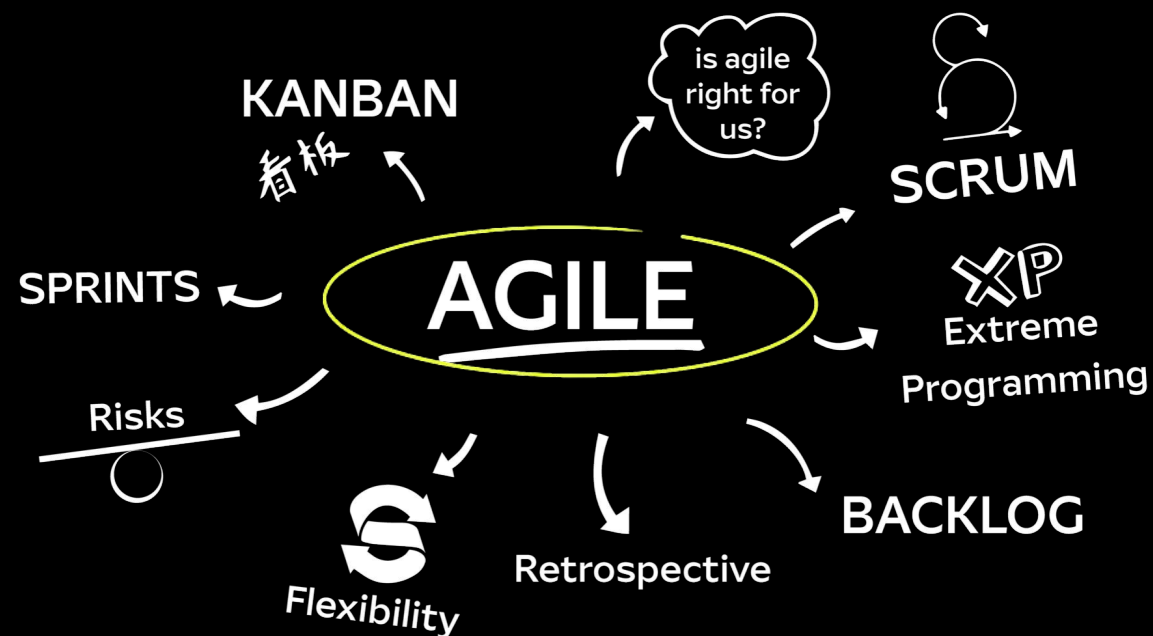 is agile
right for
us?
KANBAN
看板
SCRUM
XP
Extreme
Programming
SPRINTS
AGILE
Risks
BACKLOG
Retrospective
Flexibility